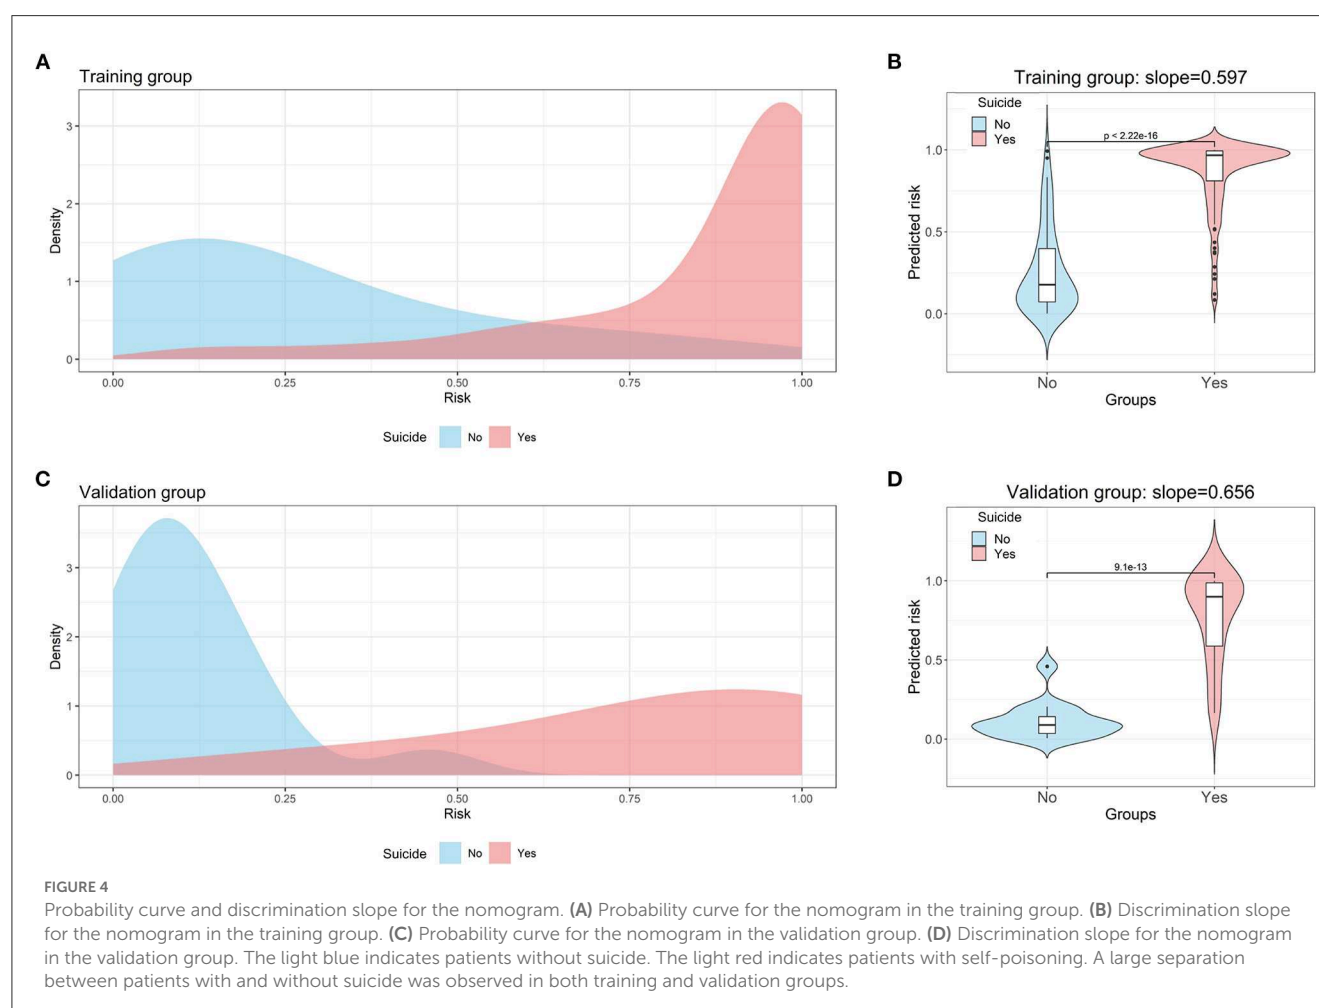 A
Training group
3
2
1
0
Density
0.00
0.25
0.50
0.75
1.00
Risk
Suicide
No
Yes
B
Training group: slope=0.597
Suicide
No
Yes
p < 2.22e-16
1.0
0.5
0.0
Predicted risk
No
Yes
Groups
C
Validation group
3
2
1
0
Density
0.00
0.25
0.50
0.75
1.00
Risk
Suicide
No
Yes
D
Validation group: slope=0.656
Suicide
No
Yes
9.1e-13
1.0
0.5
0.0
Predicted risk
No
Yes
Groups
FIGURE 4
Probability curve and discrimination slope for the nomogram. (A) Probability curve for the nomogram in the training group. (B) Discrimination slope
for the nomogram in the training group. (C) Probability curve for the nomogram in the validation group. (D) Discrimination slope for the nomogram
in the validation group. The light blue indicates patients without suicide. The light red indicates patients with self-poisoning. A large separation
between patients with and without suicide was observed in both training and validation groups.